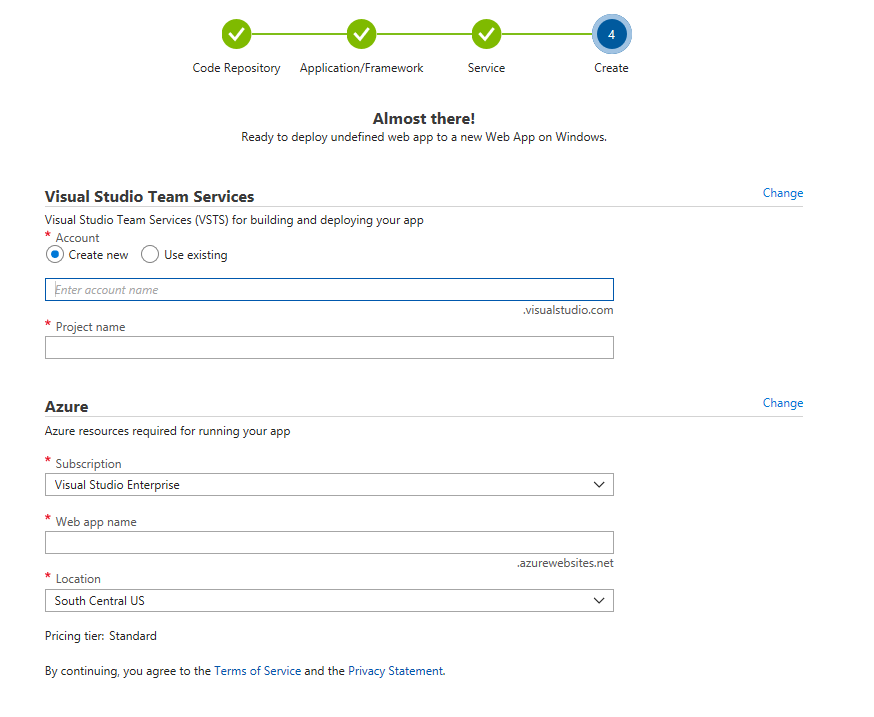 4
Code Repository Application/Framework Service Create
Almost there!
Ready to deploy undefined web app to a new Web App on Windows.
Visual Studio Team Services Change
Visual Studio Team Services (VSTS) for building and deploying your app
* Account
Create new Use existing
Enter account name
.visualstudio.com
* Project name
Azure Change
Azure resources required for running your app
* Subscription
Visual Studio Enterprise
* Web app name
.azurewebsites.net
* Location
South Central US
Pricing tier: Standard
By continuing, you agree to the Terms of Service and the Privacy Statement.